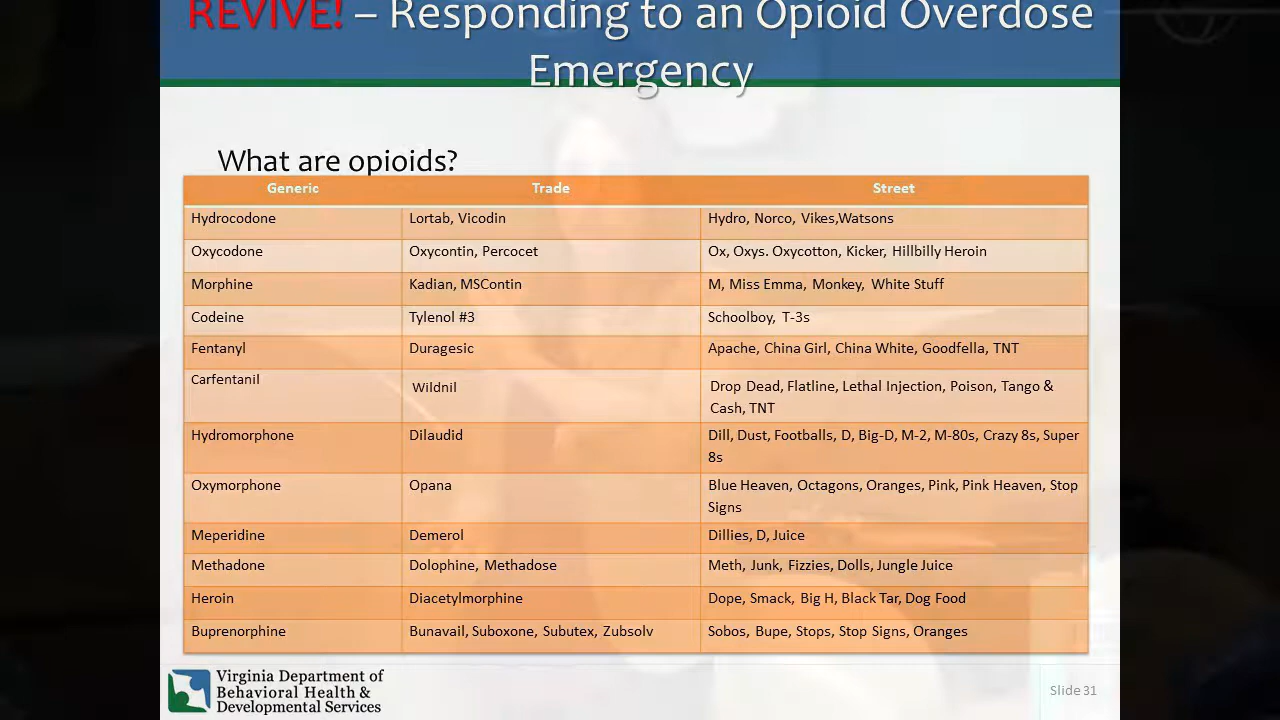 REVIVE! – Responding to an Opioid Overdose
Emergency
What are opioids?
Generic Trade Street
Hydrocodone Lortab, Vicodin Hydro, Norco, Vikes,Watsons
Oxycodone Oxycontin, Percocet Ox, Oxys. Oxycotton, Kicker, Hillbilly Heroin
Morphine Kadian, MSContin M, Miss Emma, Monkey, White Stuff
Codeine Tylenol #3 Schoolboy, T-3s
Fentanyl Duragesic Apache, China Girl, China White, Goodfella, TNT
Carfentanil Wildnil Drop Dead, Flatline, Lethal Injection, Poison, Tango &
Cash, TNT
Hydromorphone Dilaudid Dill, Dust, Footballs, D, Big-D, M-2, M-80s, Crazy 8s, Super
8s
Oxymorphone Opana Blue Heaven, Octagons, Oranges, Pink, Pink Heaven, Stop
Signs
Meperidine Demerol Dillies, D, Juice
Methadone Dolophine, Methadose Meth, Junk, Fizzies, Dolls, Jungle Juice
Heroin Diacetylmorphine Dope, Smack, Big H, Black Tar, Dog Food
Buprenorphine Bunavail, Suboxone, Subutex, Zubsolv Sobos, Bupe, Stops, Stop Signs, Oranges
Virginia Department of
Behavioral Health &
Developmental Services
Slide 31